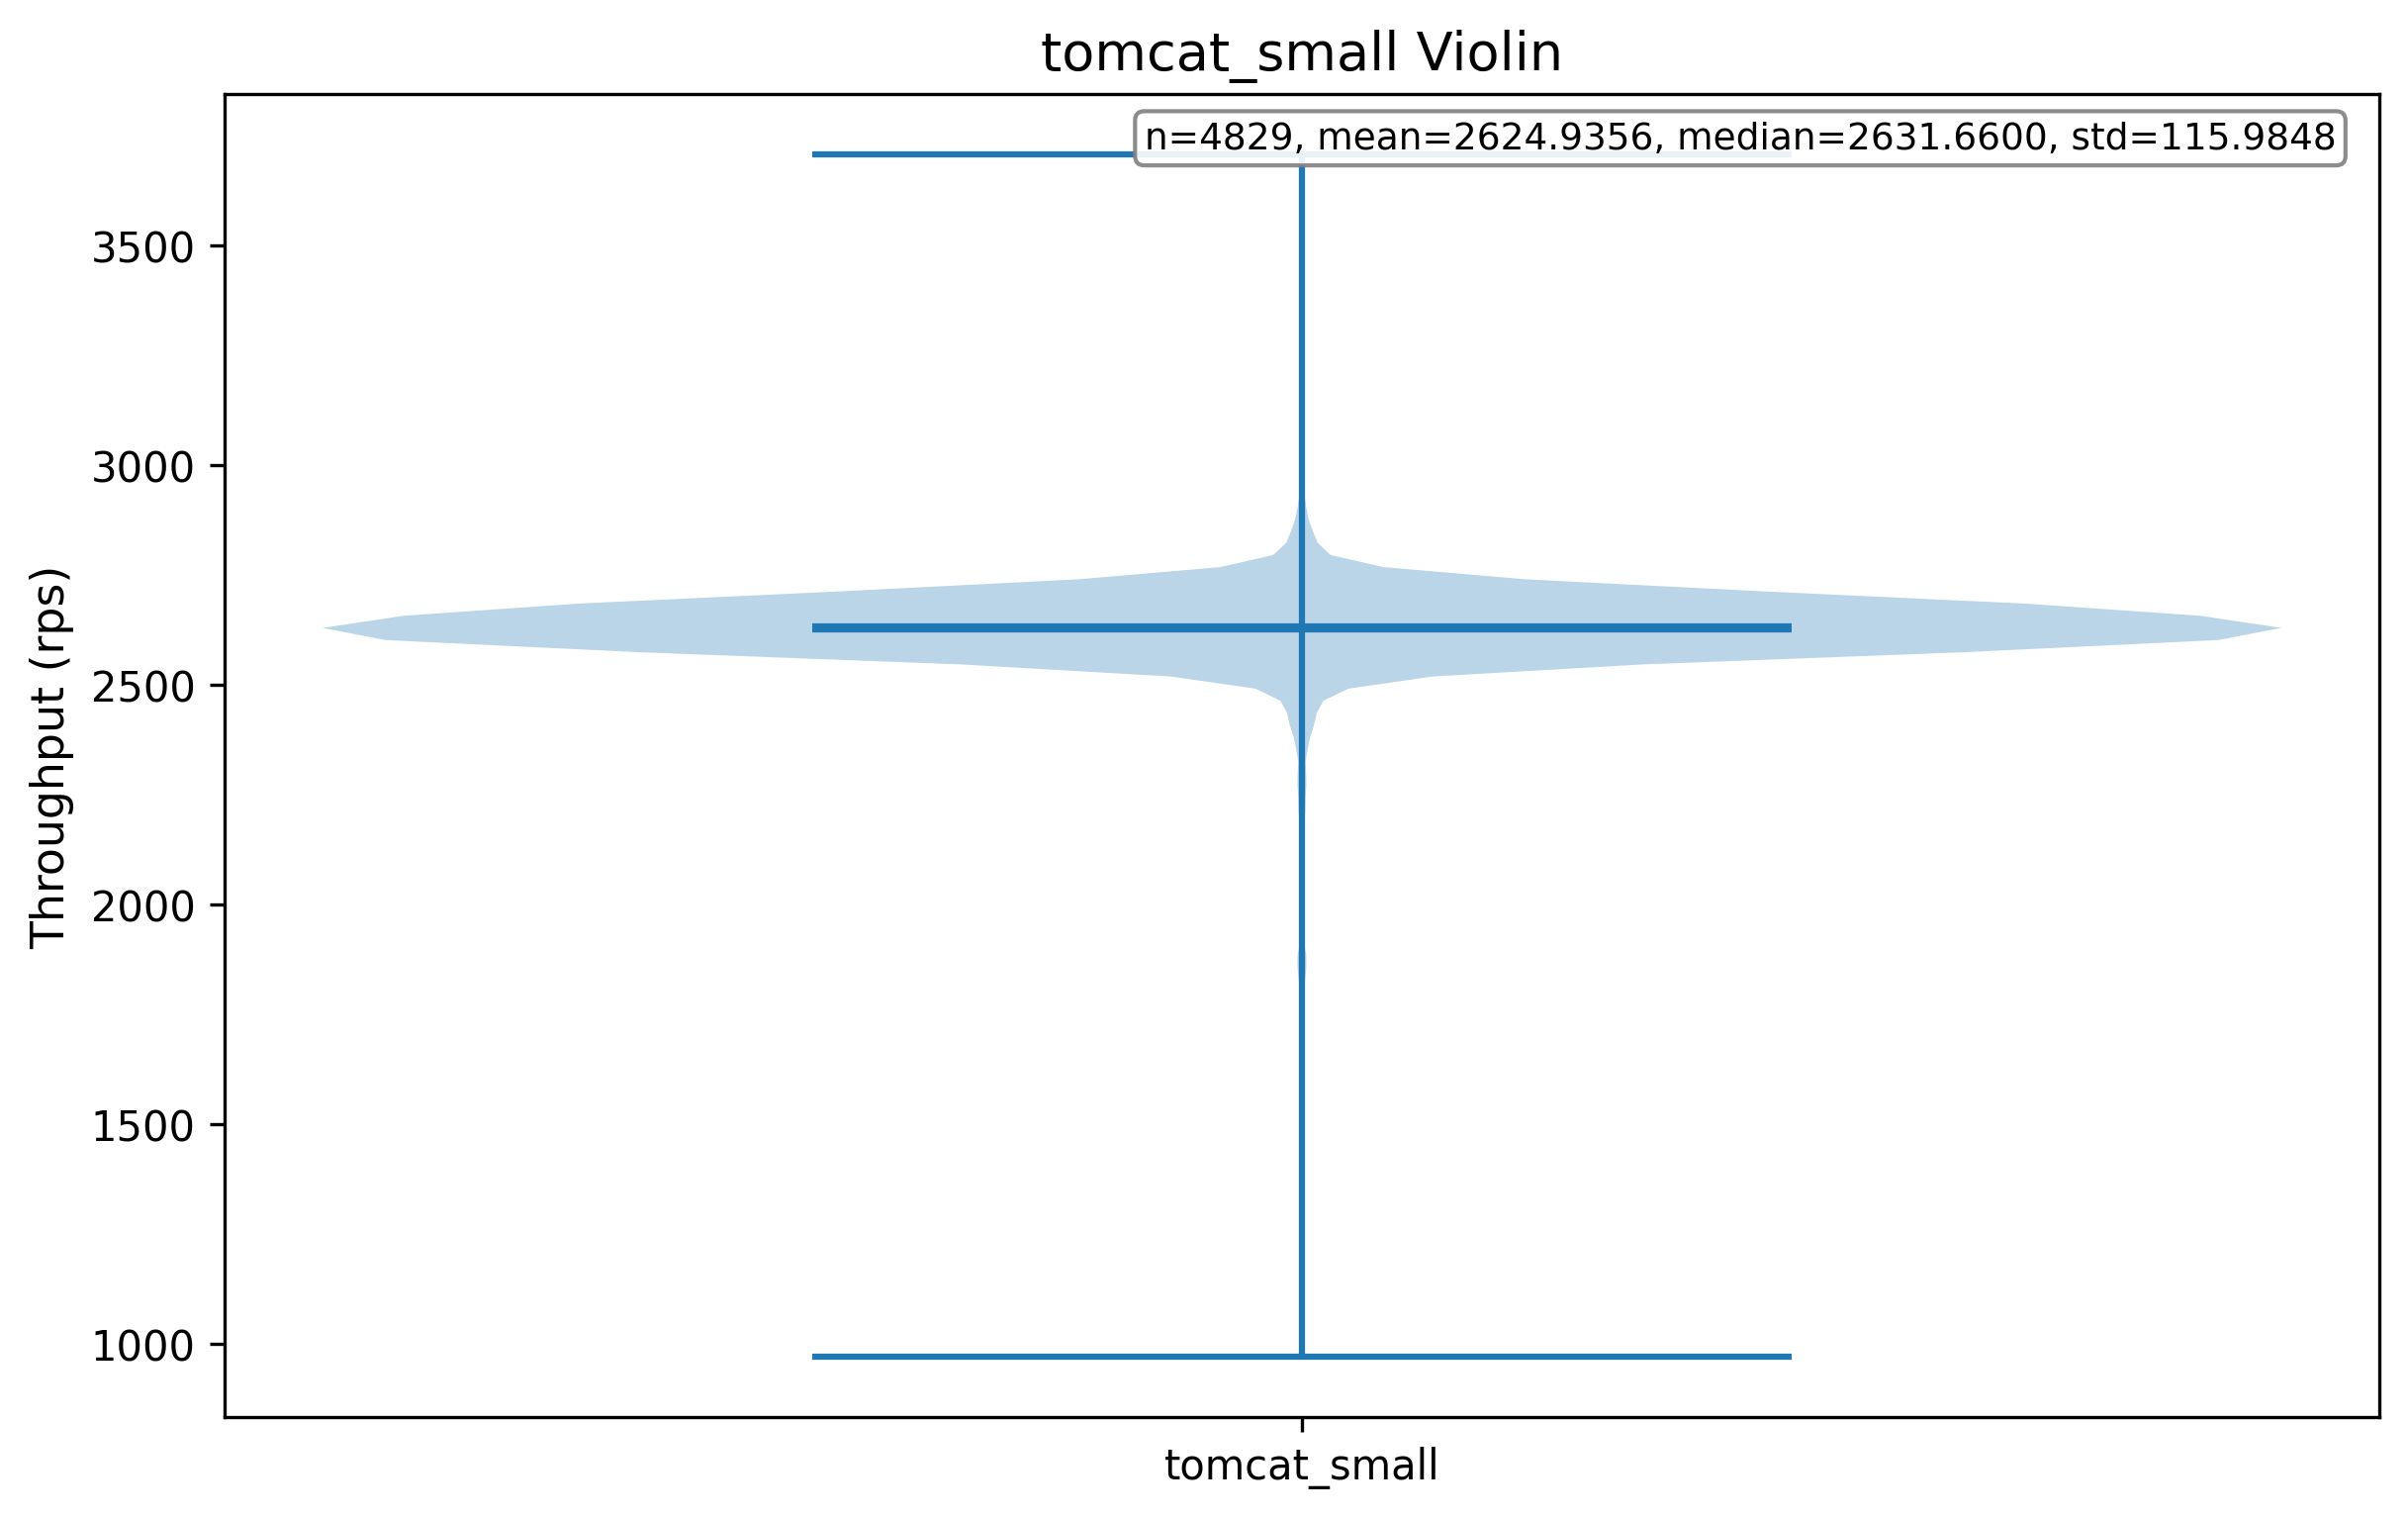 tomcat_small Violin
n=4829, mean=2624.9356, median=2631.6600, std=115.9848
Throughput (rps)
3500
3000
2500
2000
1500
1000
tomcat_small